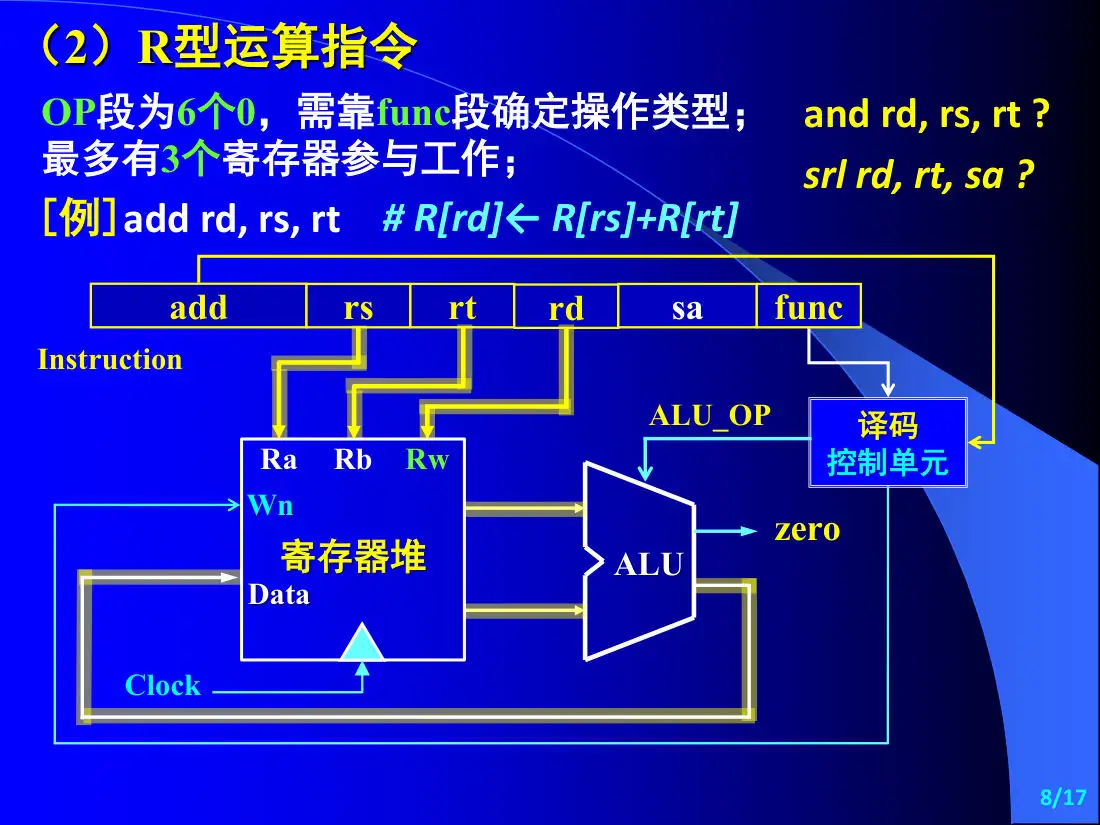 （2）R型运算指令
OP段为6个0，需靠func段确定操作类型；
最多有3个寄存器参与工作；
and rd, rs, rt ?
srl rd, rt, sa ?
[例]add rd, rs, rt # R[rd]← R[rs]+R[rt]
add rs rt rd sa func
Instruction
ALU_OP
译码
控制单元
Ra Rb Rw
Wn
寄存器堆
Data
ALU
zero
Clock
8/17